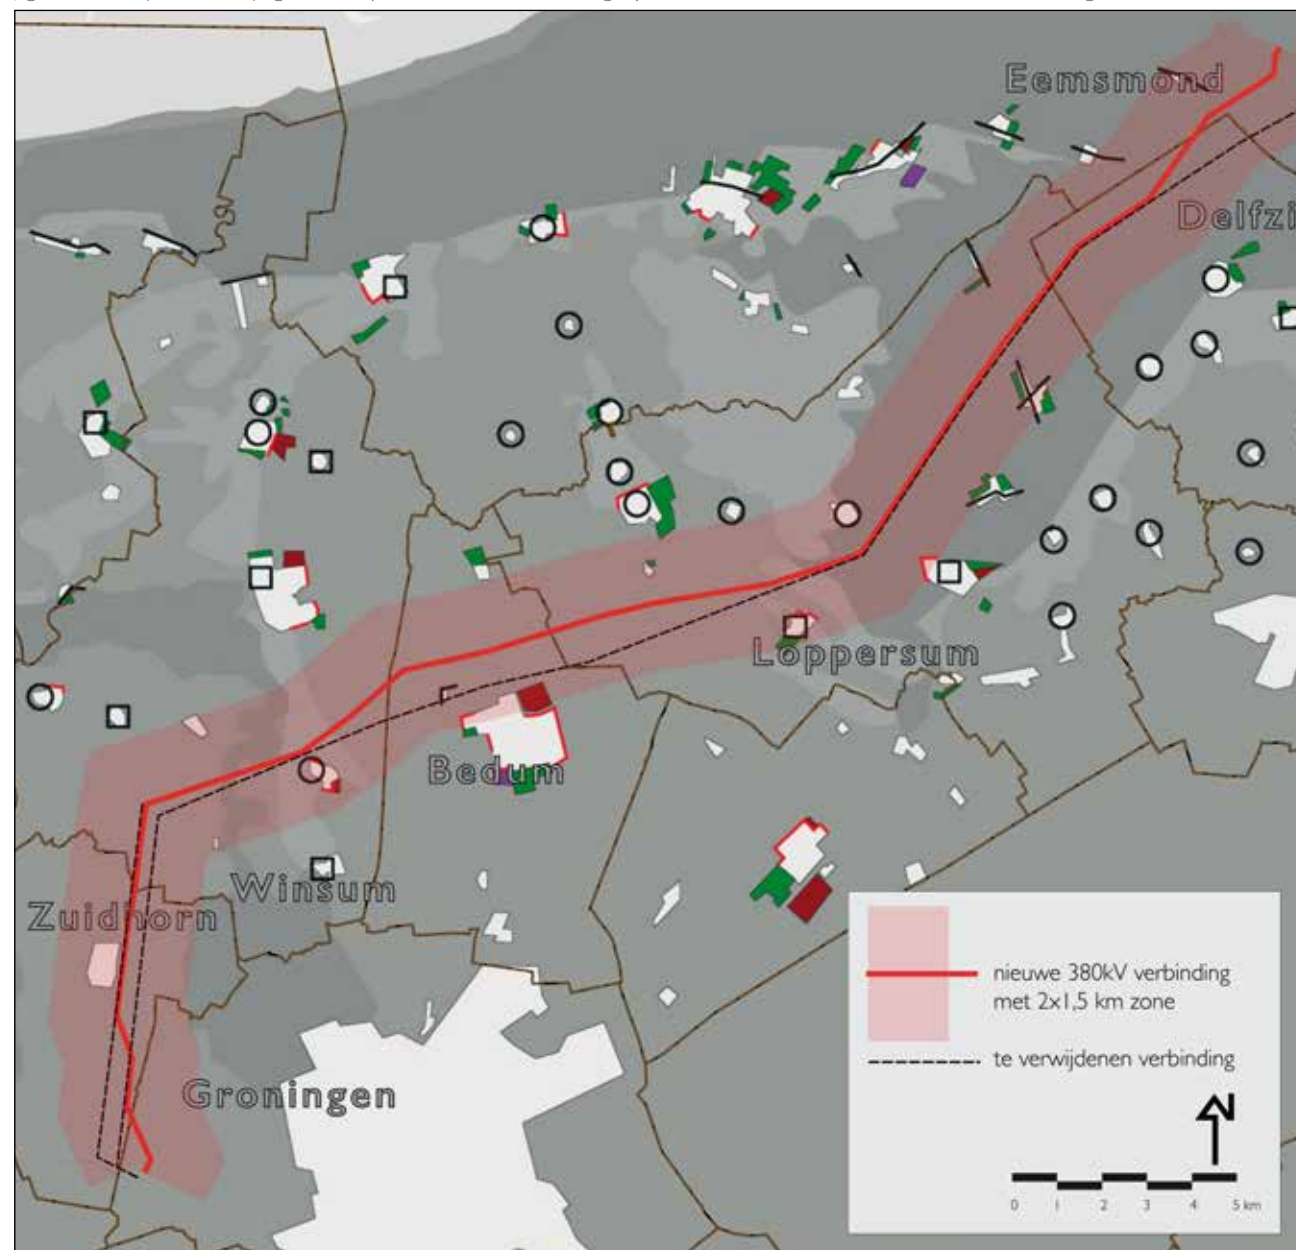 Eemsmond
Delfzi
Loppersum
Bedum
Winsum
Zuidhorn
Groningen
nieuwe 380kV verbinding
met 2x1,5 km zone
te verwijdenen verbinding
N
0 1 2 3 4 5 km